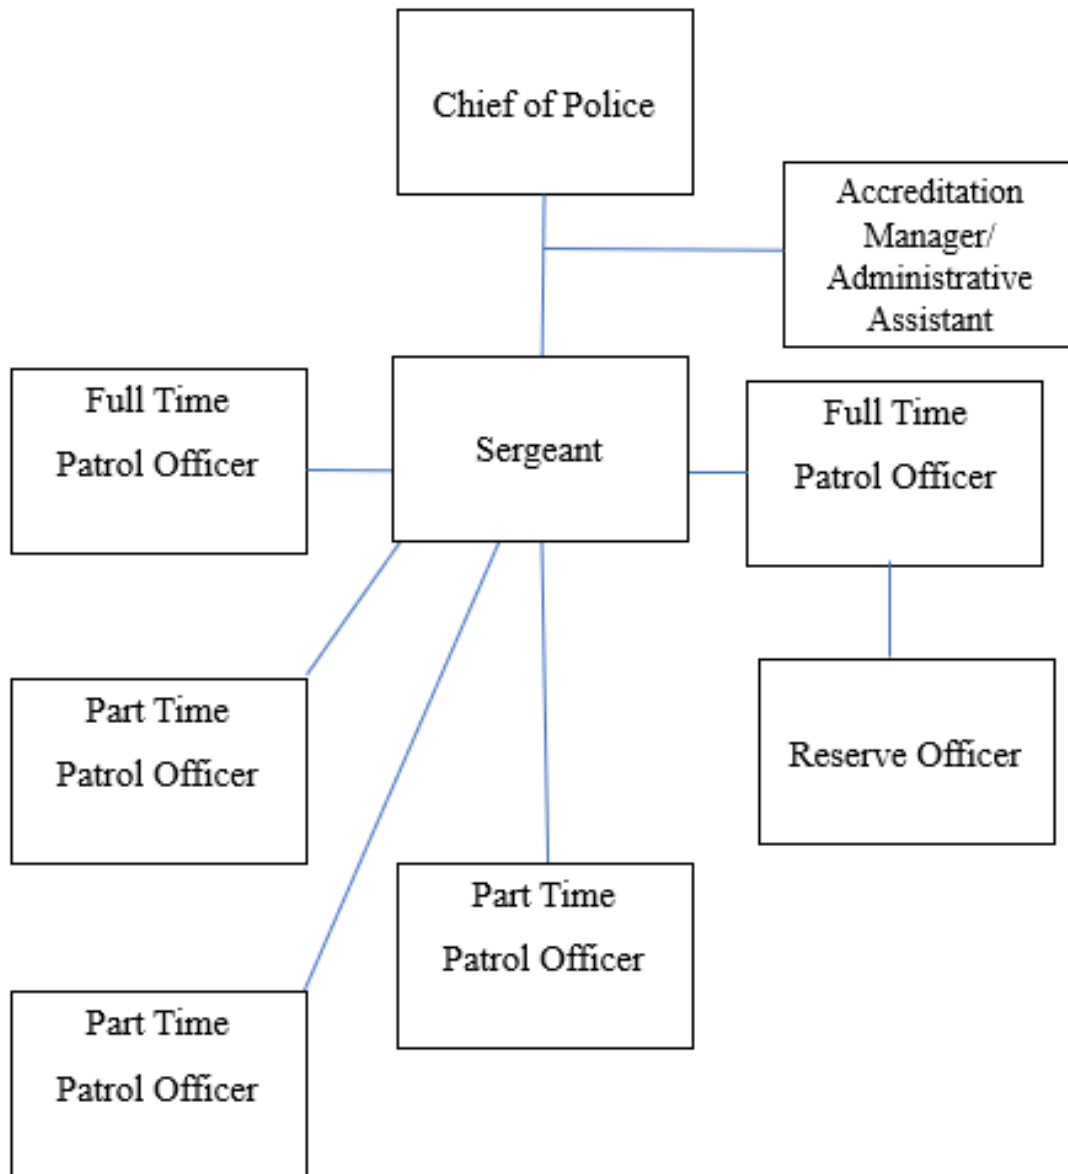 Chief of Police
Accreditation
Manager/
Administrative
Assistant
Full Time
Patrol Officer
Sergeant
Full Time
Patrol Officer
Part Time
Patrol Officer
Reserve Officer
Part Time
Patrol Officer
Part Time
Patrol Officer